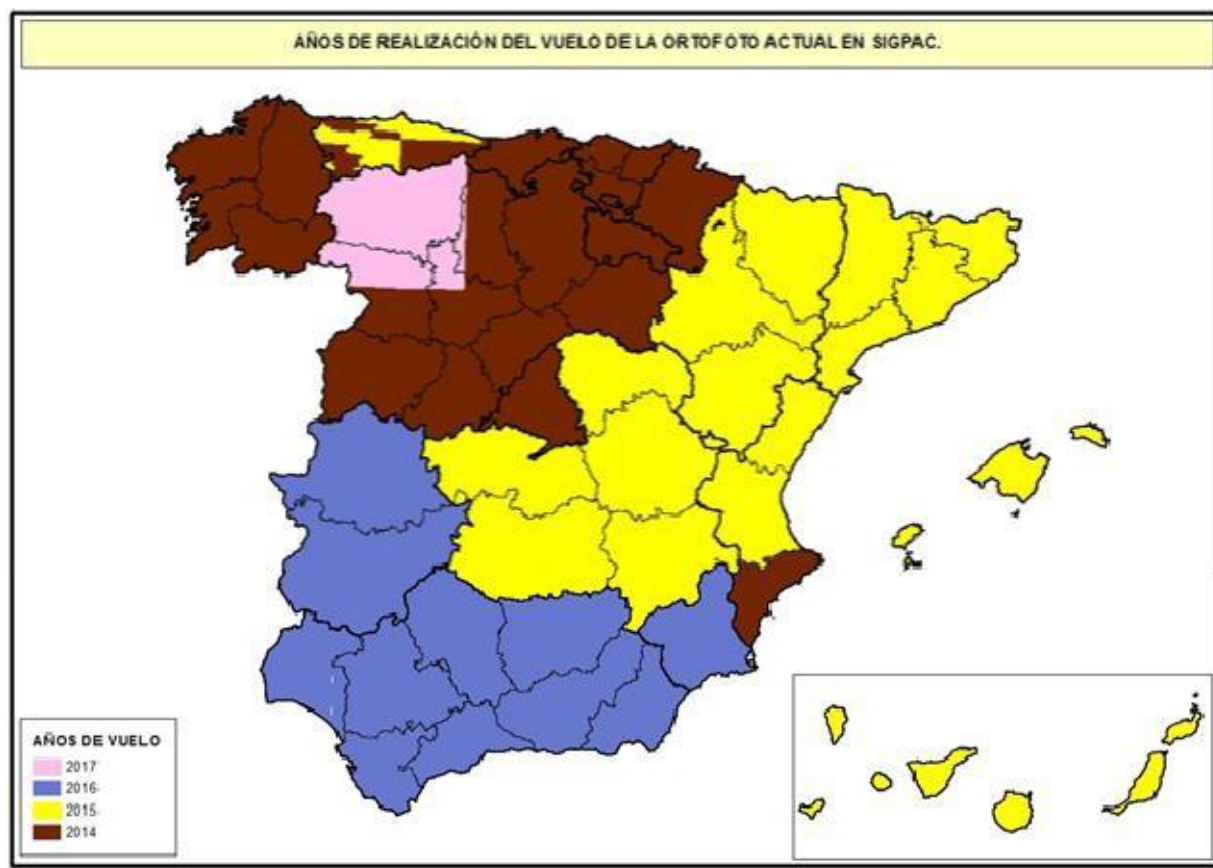 AÑOS DE REALIZACIÓN DEL VUELO DE LA ORTOFOTO ACTUAL EN SIGPAC.
AÑOS DE VUELO
2017
2016
2015
2014